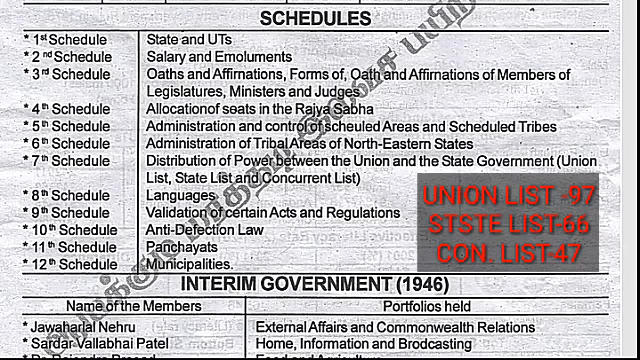 SCHEDULES
* 1st Schedule State and UTs
* 2nd Schedule Salary and Emoluments
* 3rd Schedule Oaths and Affirmations, Forms of, Oath and Affirnations of Members of
Legislatures, Ministers and Judges
* 4th Schedule Allocation of seats in the Rajya Sabha
* 5th Schedule Administration and control of scheuled Areas and Scheduled Tribes
* 6th Schedule Administration of Tribal Areas of North-Eastern States
* 7th Schedule Distribution of Power between the Union and the State Government (Union
List, State List and Concurrent List)
* 8th Schedule Languages
* 9th Schedule Validation of certain Acts and Regulations
* 10th Schedule Anti-Defection Law
* 11th Schedule Panchayats
* 12th Schedule Municipalities.
UNION LIST -97
STSTE LIST-66
CON. LIST-47
INTERIM GOVERNMENT (1946)
Name of the Members Portfolios held
* Jawaharlal Nehru External Affairs and Commonwealth Relations
* Sardar Vallabhai Patel Home, Information and Brodcasting